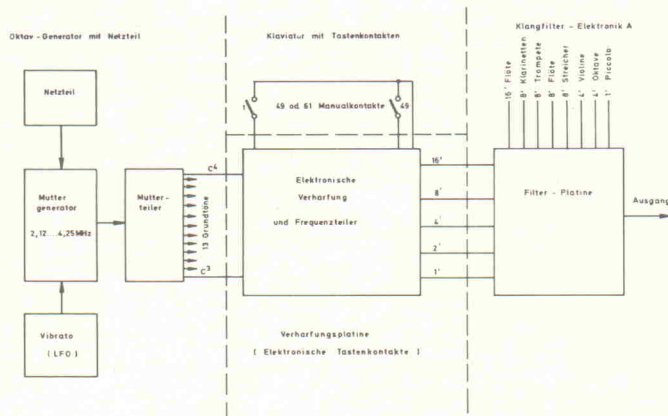 Oktav-Generator mit Netzteil
Klaviatur mit Tastenkontakten
Klangfilter - Elektronik A
16' Flöte
8' Klarinetten
8' Trompete
8' Flöte
8' Streicher
4' Violine
4' Oktave
1' Piccolo
Netzteil
1
49 od. 61 Manualkontakte
49
Mutter
generator
2,12...4,25MHz
Mutter-
teiler
C4
13 Grundtöne
C3
Elektronische
Verharfung
und Frequenzteiler
16'
8'
4'
2'
1'
Filter - Platine
Ausgang
Vibrato
( LFO )
Verharfungsplatine
( Elektronische Tastenkontakte )